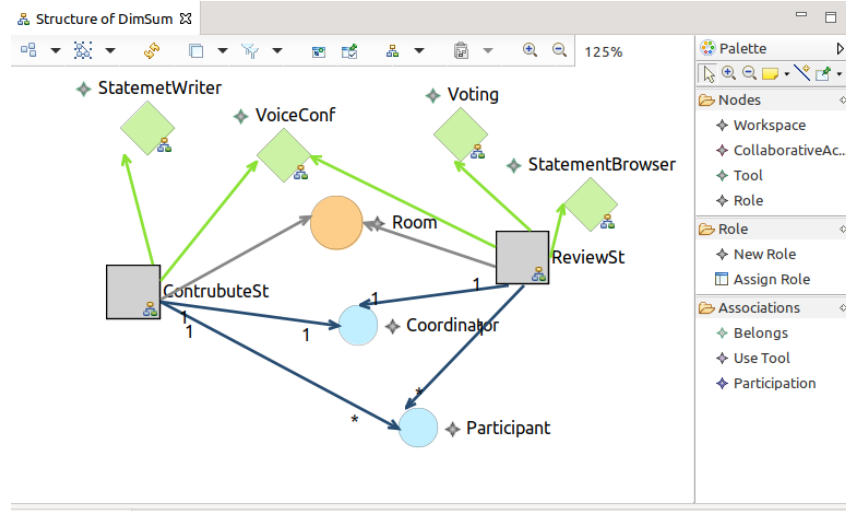 Structure of DimSum
125%
Palette
Nodes
Workspace
CollaborativeAc...
Tool
Role
Role
New Role
Assign Role
Associations
Belongs
Use Tool
Participation
StatemetWriter
VoiceConf
Voting
StatementBrowser
Room
ReviewSt
ContrubuteSt
1
1
1
1
1
Coordinator
*
*
Participant